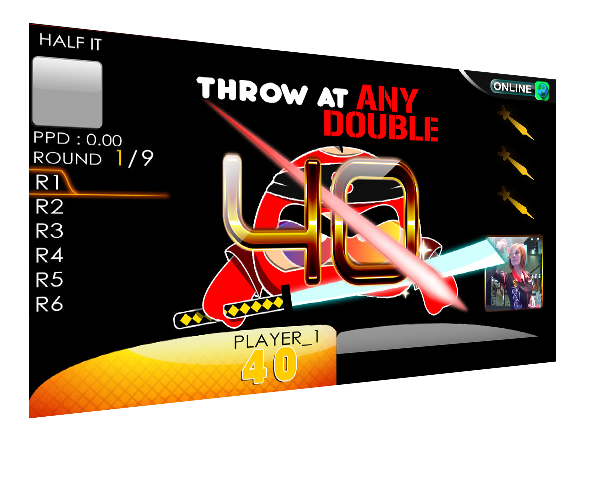 HALF IT
ONLINE
THROW AT ANY
DOUBLE
PPD : 0.00
ROUND 1/9
R1
R2
R3
R4
R5
R6
40
PLAYER_1
40